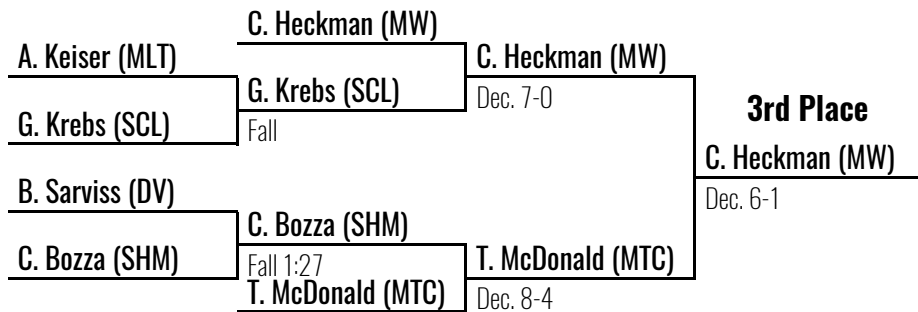 C. Heckman (MW)
A. Keiser (MLT)
C. Heckman (MW)
G. Krebs (SCL)
Dec. 7-0
3rd Place
G. Krebs (SCL)
Fall
C. Heckman (MW)
B. Sarviss (DV)
Dec. 6-1
C. Bozza (SHM)
C. Bozza (SHM)
Fall 1:27
T. McDonald (MTC)
T. McDonald (MTC)
Dec. 8-4